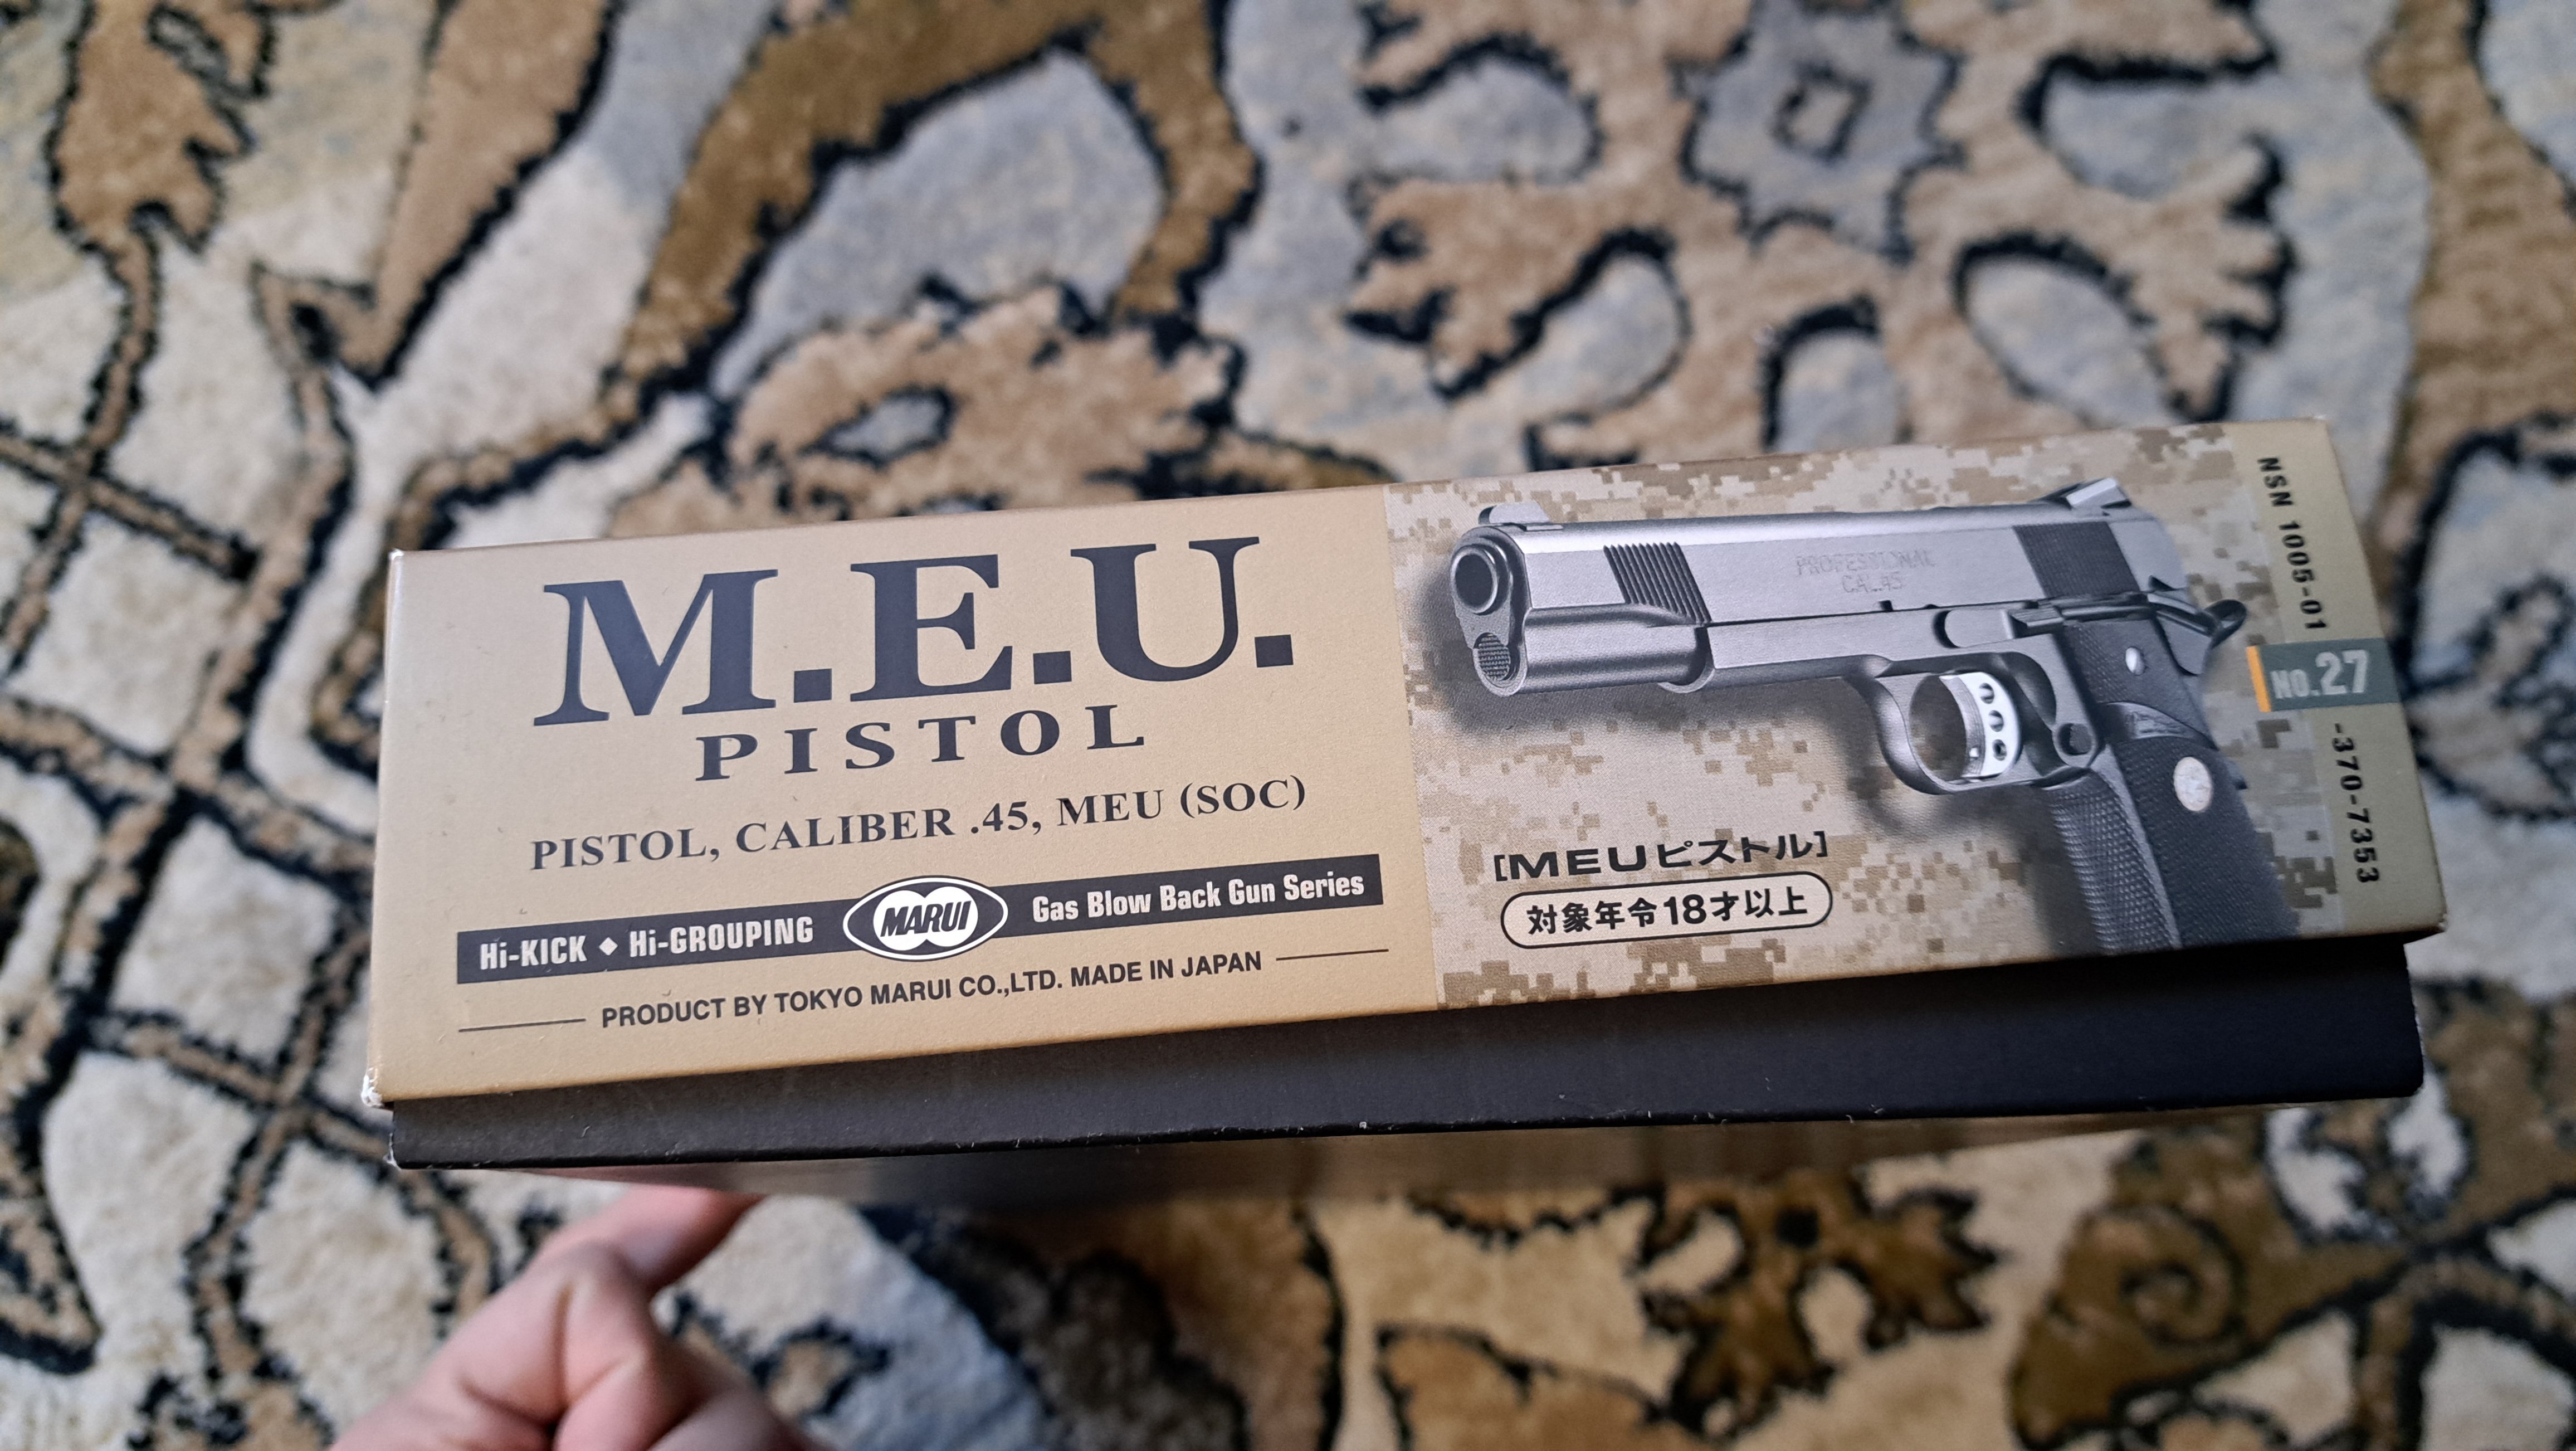 M.E.U.
PISTOL
PISTOL, CALIBER .45, MEU (SOC)
Hi-KICK ◆ Hi-GROUPING MARUI Gas Blow Back Gun Series
PRODUCT BY TOKYO MARUI CO.,LTD. MADE IN JAPAN
PROFESSIONAL
CAL.45
[MEUピストル]
対象年令18才以上
NSN 1005-01
NO.27
-370-7353